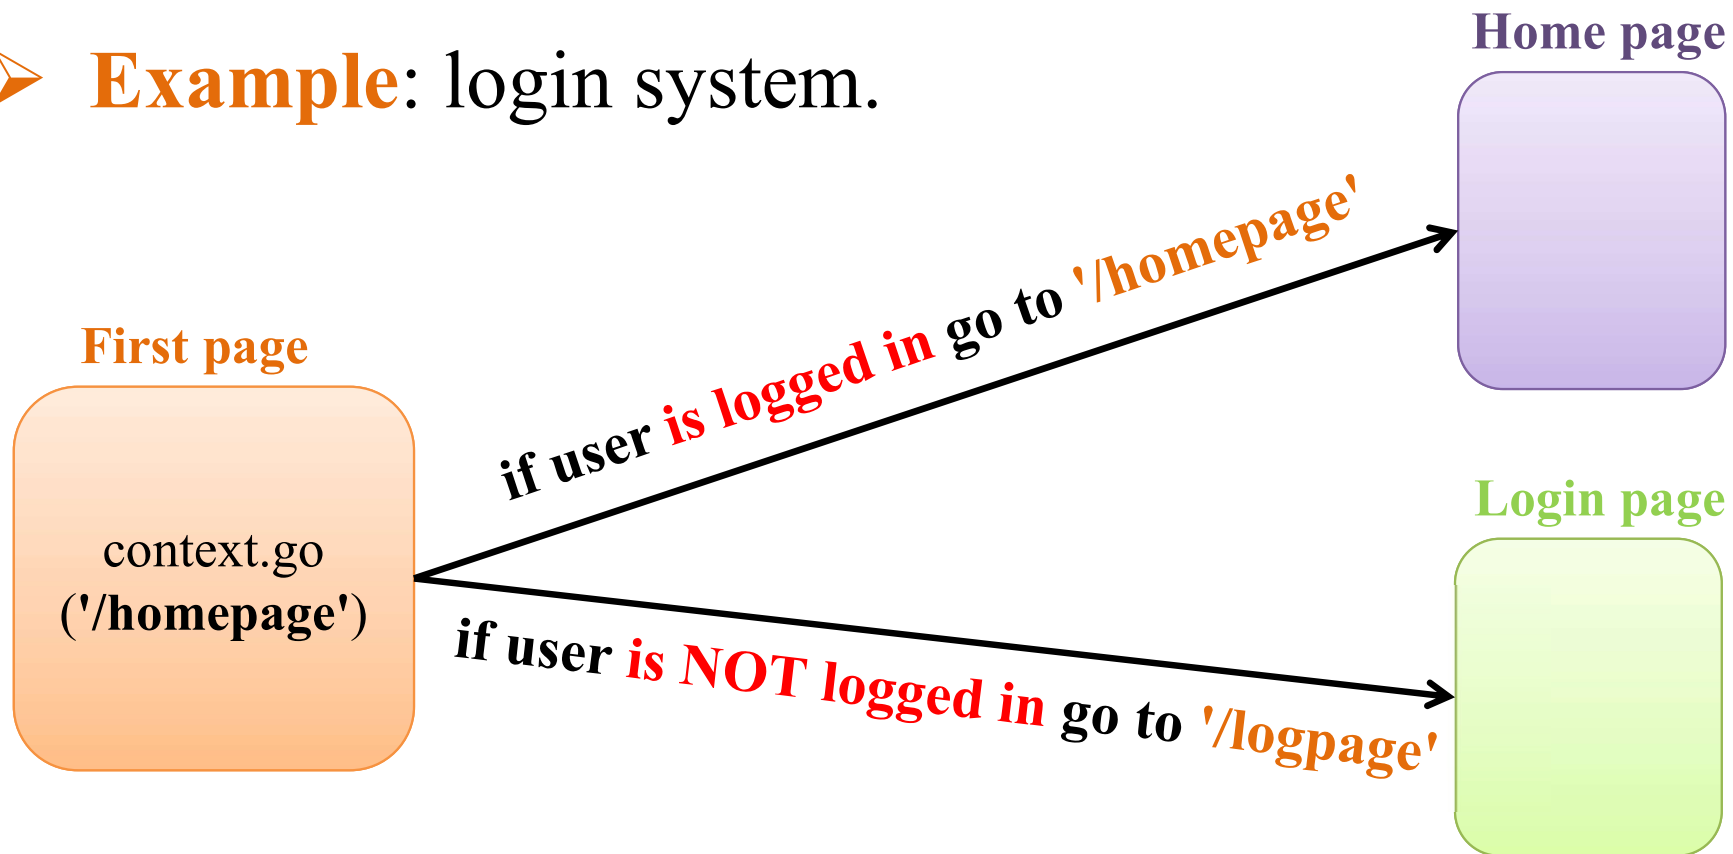 Example: login system.
Home page
if user is logged in go to '/homepage'
First page
context.go
('/homepage')
Login page
if user is NOT logged in go to '/logpage'